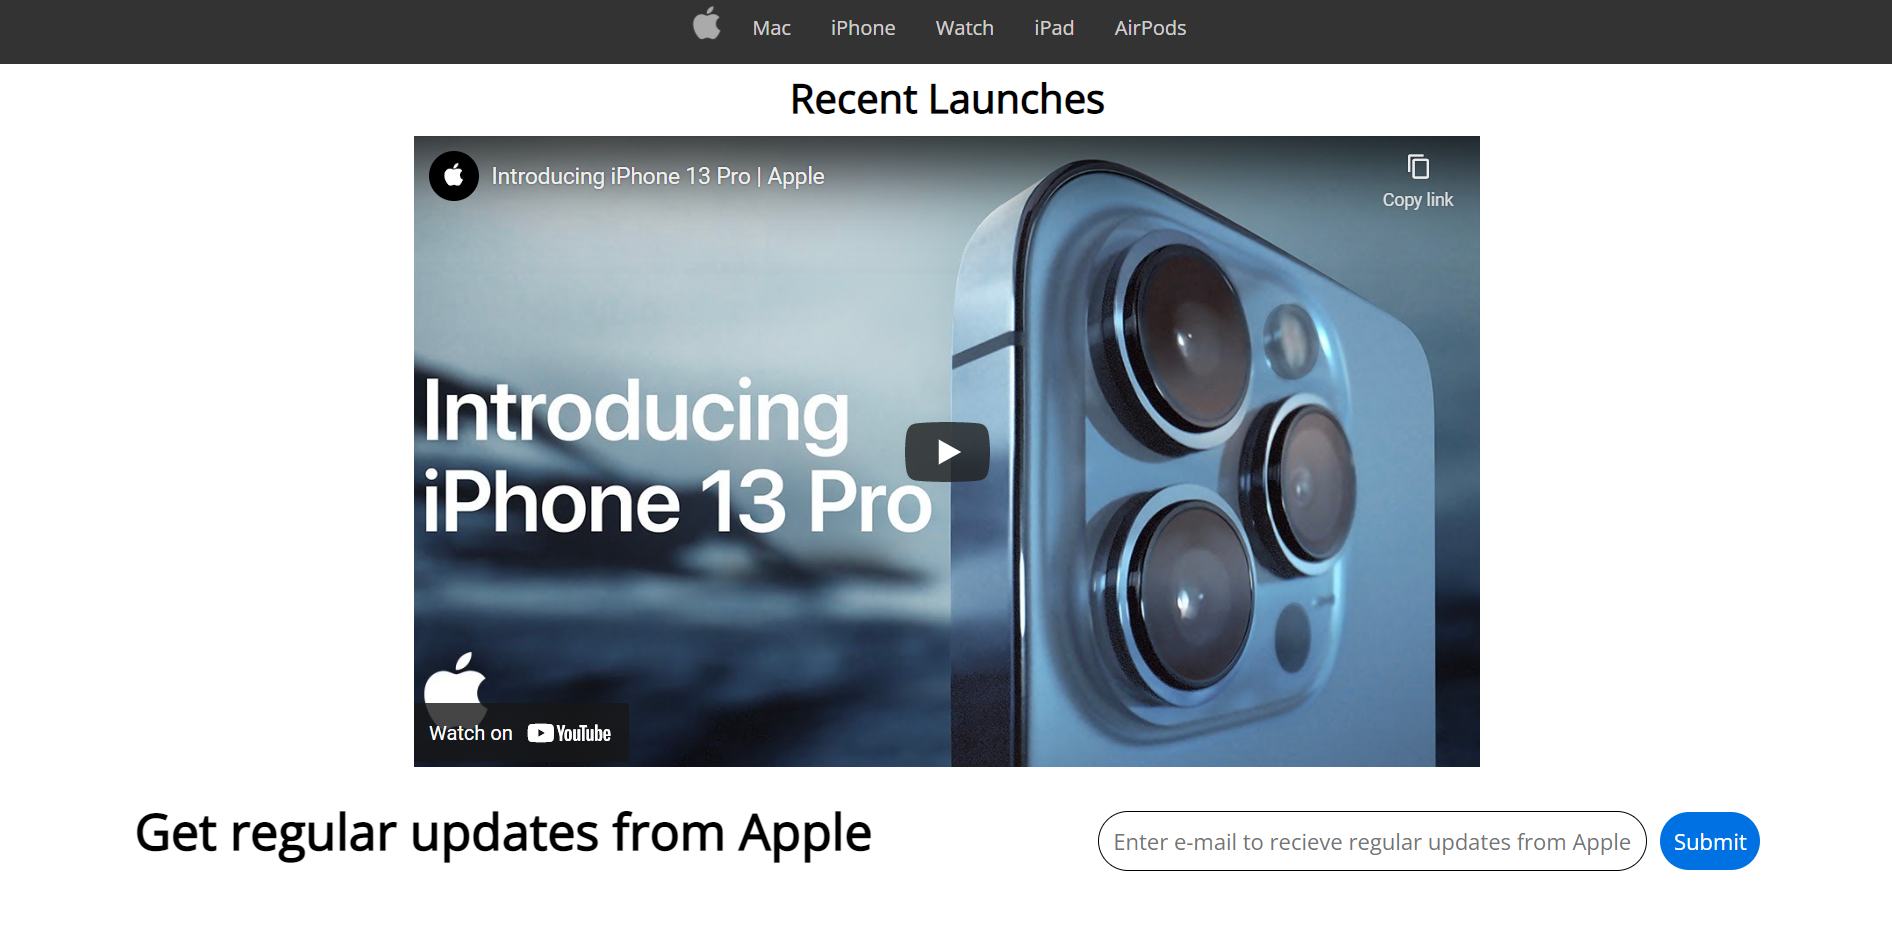 Mac iPhone Watch iPad AirPods
Recent Launches
Introducing iPhone 13 Pro | Apple
Copy link
Introducing
iPhone 13 Pro
Watch on YouTube
Get regular updates from Apple
Enter e-mail to recieve regular updates from Apple
Submit